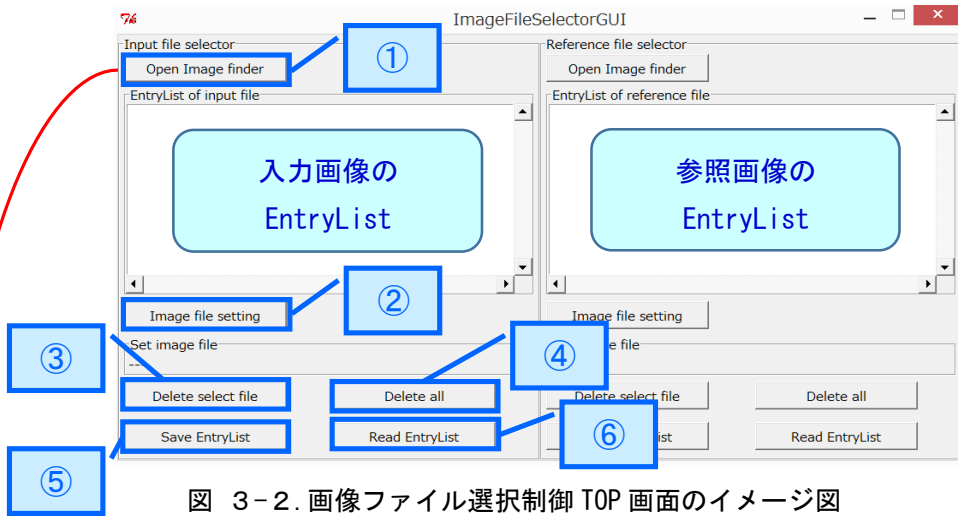 ImageFileSelectorGUI
Input file selector
Open Image finder
①
EntryList of input file
入力画像の
EntryList
Image file setting
②
Set image file
---
③
Delete select file
Delete all
④
Save EntryList
Read EntryList
⑤
Reference file selector
Open Image finder
EntryList of reference file
参照画像の
EntryList
Image file setting
e file
Delete select file
Delete all
⑥
ist
Read EntryList
図 3-2.画像ファイル選択制御 TOP 画面のイメージ図